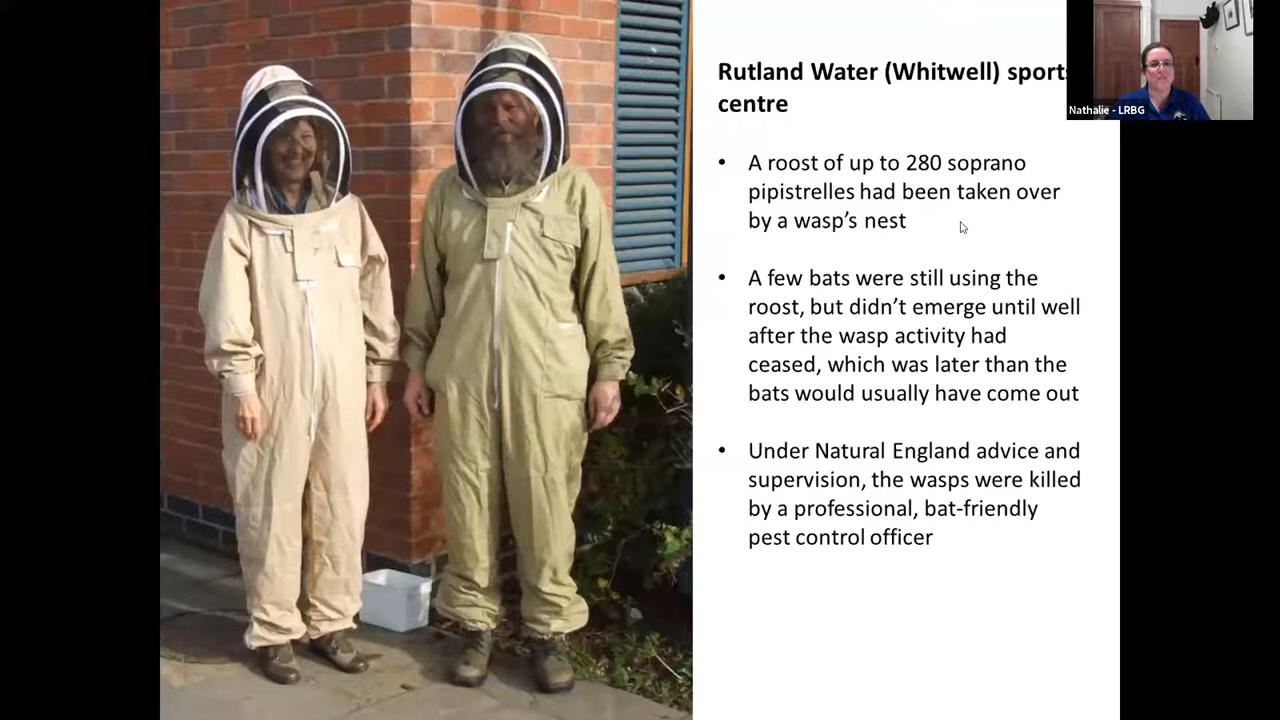 Rutland Water (Whitwell) sports
centre
Nathalie - LRBG
• A roost of up to 280 soprano
pipistrelles had been taken over
by a wasp’s nest
• A few bats were still using the
roost, but didn’t emerge until well
after the wasp activity had
ceased, which was later than the
bats would usually have come out
• Under Natural England advice and
supervision, the wasps were killed
by a professional, bat-friendly
pest control officer